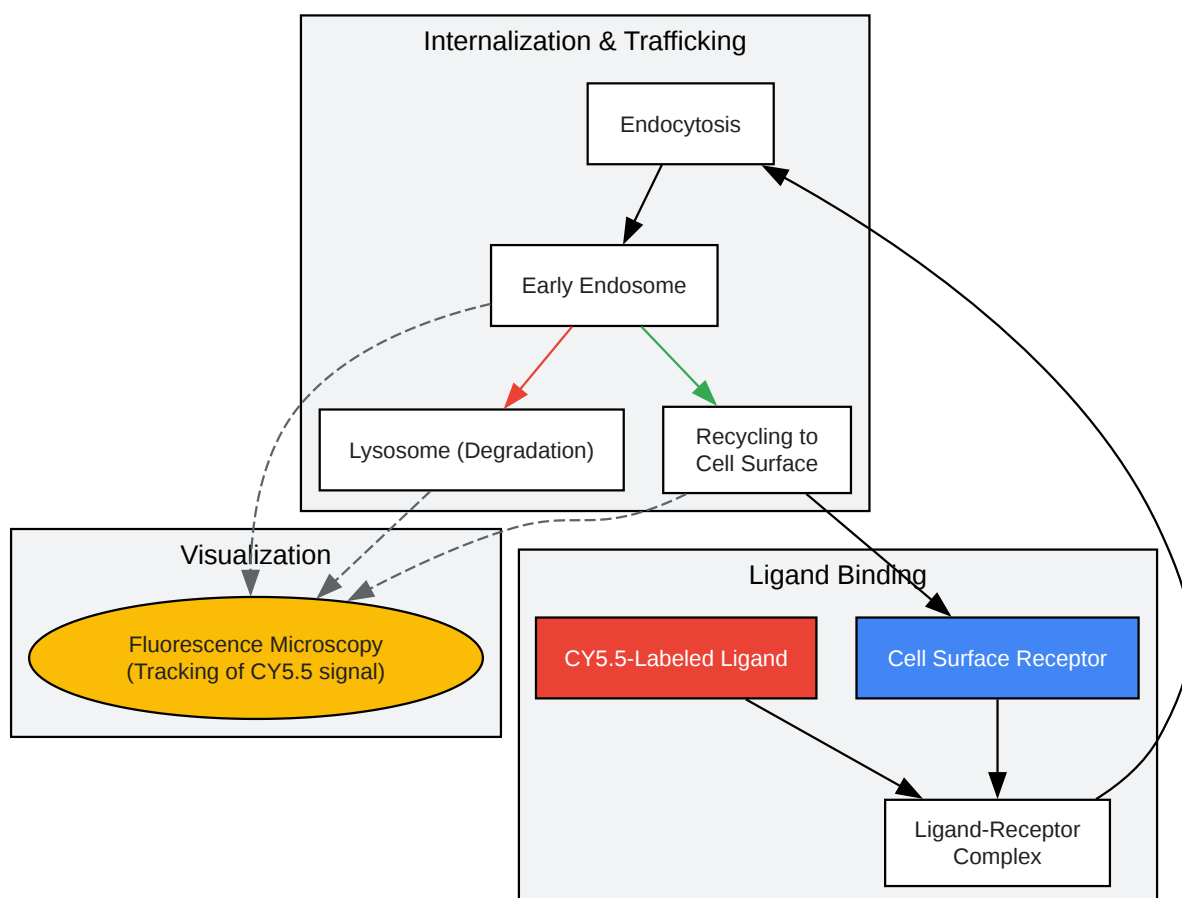 Internalization & Trafficking
Endocytosis
Early Endosome
Lysosome (Degradation)
Recycling to
Cell Surface
Visualization
Fluorescence Microscopy
(Tracking of CY5.5 signal)
Ligand Binding
CY5.5-Labeled Ligand
Cell Surface Receptor
Ligand-Receptor
Complex